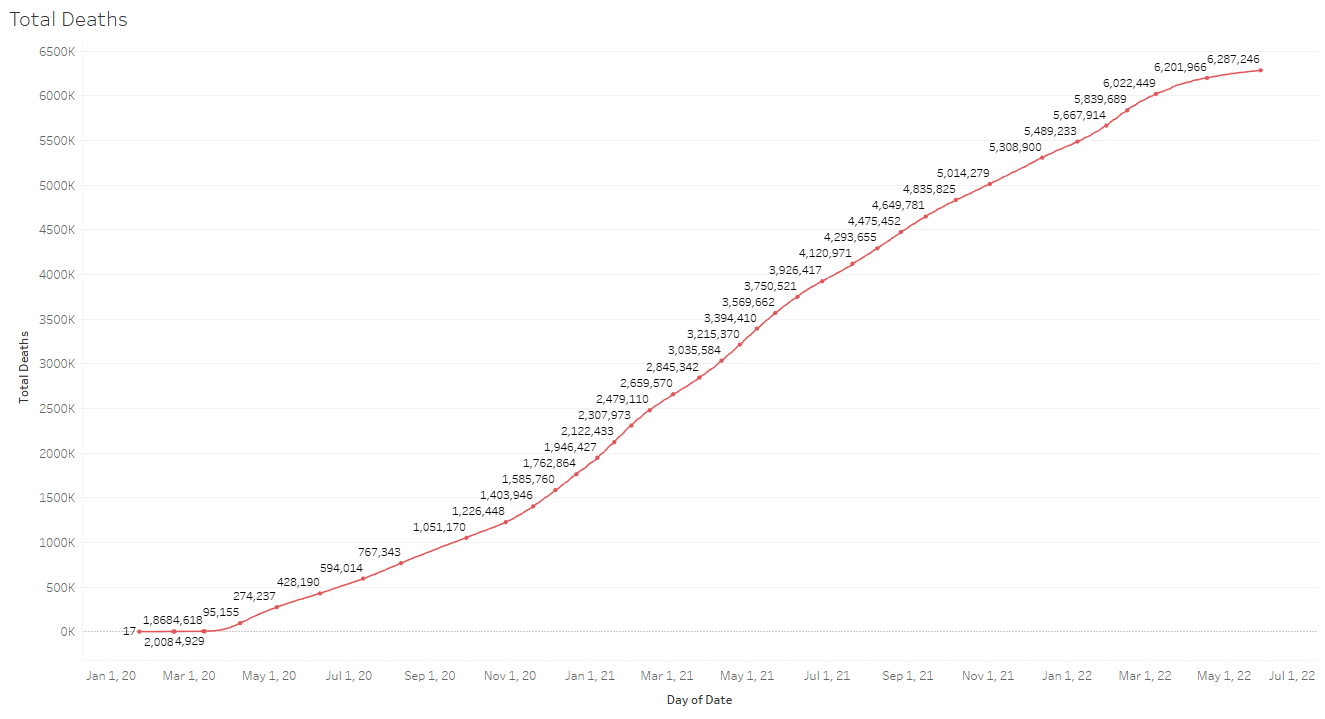 Total Deaths
6500K
6000K
5500K
5000K
4500K
4000K
3500K
3000K
2500K
2000K
1500K
1000K
500K
0K
Total Deaths
17
1,868
4,618
2,008
4,929
95,155
274,237
428,190
594,014
767,343
1,051,170
1,226,448
1,403,946
1,585,760
1,762,864
1,946,427
2,122,433
2,307,973
2,479,110
2,659,570
2,845,342
3,035,584
3,215,370
3,394,410
3,569,662
3,750,521
3,926,417
4,120,971
4,293,655
4,475,452
4,649,781
4,835,825
5,014,279
5,308,900
5,489,233
5,667,914
5,839,689
6,022,449
6,201,966
6,287,246
Jan 1, 20 Mar 1, 20 May 1, 20 Jul 1, 20 Sep 1, 20 Nov 1, 20 Jan 1, 21 Mar 1, 21 May 1, 21 Jul 1, 21 Sep 1, 21 Nov 1, 21 Jan 1, 22 Mar 1, 22 May 1, 22 Jul 1, 22
Day of Date